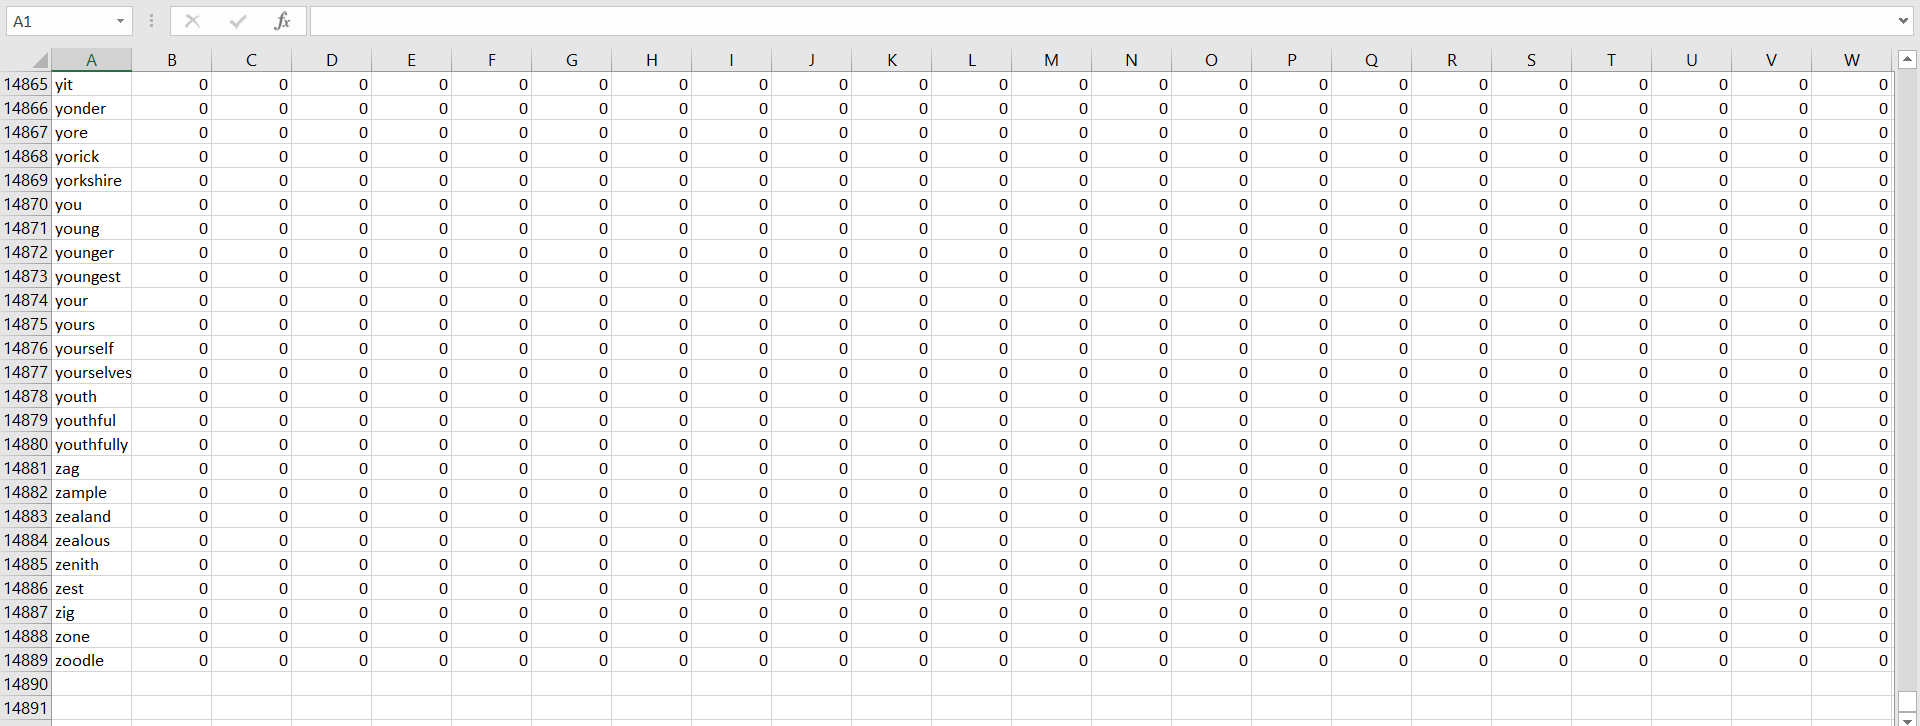 A1 fx
A B C D E F G H I J K L M N O P Q R S T U V W
14865 yit 0 0 0 0 0 0 0 0 0 0 0 0 0 0 0 0 0 0 0 0 0 0
14866 yonder 0 0 0 0 0 0 0 0 0 0 0 0 0 0 0 0 0 0 0 0 0 0
14867 yore 0 0 0 0 0 0 0 0 0 0 0 0 0 0 0 0 0 0 0 0 0 0
14868 yorick 0 0 0 0 0 0 0 0 0 0 0 0 0 0 0 0 0 0 0 0 0 0
14869 yorkshire 0 0 0 0 0 0 0 0 0 0 0 0 0 0 0 0 0 0 0 0 0 0
14870 you 0 0 0 0 0 0 0 0 0 0 0 0 0 0 0 0 0 0 0 0 0 0
14871 young 0 0 0 0 0 0 0 0 0 0 0 0 0 0 0 0 0 0 0 0 0 0
14872 younger 0 0 0 0 0 0 0 0 0 0 0 0 0 0 0 0 0 0 0 0 0 0
14873 youngest 0 0 0 0 0 0 0 0 0 0 0 0 0 0 0 0 0 0 0 0 0 0
14874 your 0 0 0 0 0 0 0 0 0 0 0 0 0 0 0 0 0 0 0 0 0 0
14875 yours 0 0 0 0 0 0 0 0 0 0 0 0 0 0 0 0 0 0 0 0 0 0
14876 yourself 0 0 0 0 0 0 0 0 0 0 0 0 0 0 0 0 0 0 0 0 0 0
14877 yourselves 0 0 0 0 0 0 0 0 0 0 0 0 0 0 0 0 0 0 0 0 0 0
14878 youth 0 0 0 0 0 0 0 0 0 0 0 0 0 0 0 0 0 0 0 0 0 0
14879 youthful 0 0 0 0 0 0 0 0 0 0 0 0 0 0 0 0 0 0 0 0 0 0
14880 youthfully 0 0 0 0 0 0 0 0 0 0 0 0 0 0 0 0 0 0 0 0 0 0
14881 zag 0 0 0 0 0 0 0 0 0 0 0 0 0 0 0 0 0 0 0 0 0 0
14882 zample 0 0 0 0 0 0 0 0 0 0 0 0 0 0 0 0 0 0 0 0 0 0
14883 zealand 0 0 0 0 0 0 0 0 0 0 0 0 0 0 0 0 0 0 0 0 0 0
14884 zealous 0 0 0 0 0 0 0 0 0 0 0 0 0 0 0 0 0 0 0 0 0 0
14885 zenith 0 0 0 0 0 0 0 0 0 0 0 0 0 0 0 0 0 0 0 0 0 0
14886 zest 0 0 0 0 0 0 0 0 0 0 0 0 0 0 0 0 0 0 0 0 0 0
14887 zig 0 0 0 0 0 0 0 0 0 0 0 0 0 0 0 0 0 0 0 0 0 0
14888 zone 0 0 0 0 0 0 0 0 0 0 0 0 0 0 0 0 0 0 0 0 0 0
14889 zoodle 0 0 0 0 0 0 0 0 0 0 0 0 0 0 0 0 0 0 0 0 0 0
14890
14891